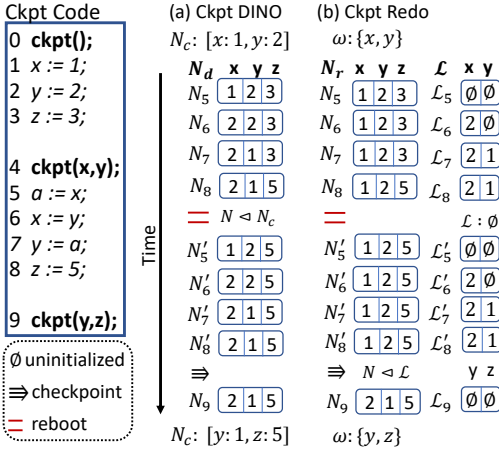 Ckpt Code
0 ckpt();
1 x := 1;
2 y := 2;
3 z := 3;
4 ckpt(x,y);
5 a := x;
6 x := y;
7 y := a;
8 z := 5;
9 ckpt(y,z);
∅ uninitialized
⇛ checkpoint
= reboot
Time
(a) Ckpt DINO
N_c: [x: 1, y: 2]
N_d x y z
N_5 1 2 3
N_6 2 2 3
N_7 2 1 3
N_8 2 1 5
= N ⊲ N_c
N'_5 1 2 5
N'_6 2 2 5
N'_7 2 1 5
N'_8 2 1 5
⇛
N_9 2 1 5
N_c: [y: 1, z: 5]
(b) Ckpt Redo
ω: {x, y}
N_r x y z ℒ x y
N_5 1 2 3 ℒ_5 ∅ ∅
N_6 1 2 3 ℒ_6 2 ∅
N_7 1 2 3 ℒ_7 2 1
N_8 1 2 5 ℒ_8 2 1
= ℒ : ∅
N'_5 1 2 5 ℒ'_5 ∅ ∅
N'_6 1 2 5 ℒ'_6 2 ∅
N'_7 1 2 5 ℒ'_7 2 1
N'_8 1 2 5 ℒ'_8 2 1
⇛ N ⊲ ℒ y z
N_9 2 1 5 ℒ_9 ∅ ∅
ω: {y, z}